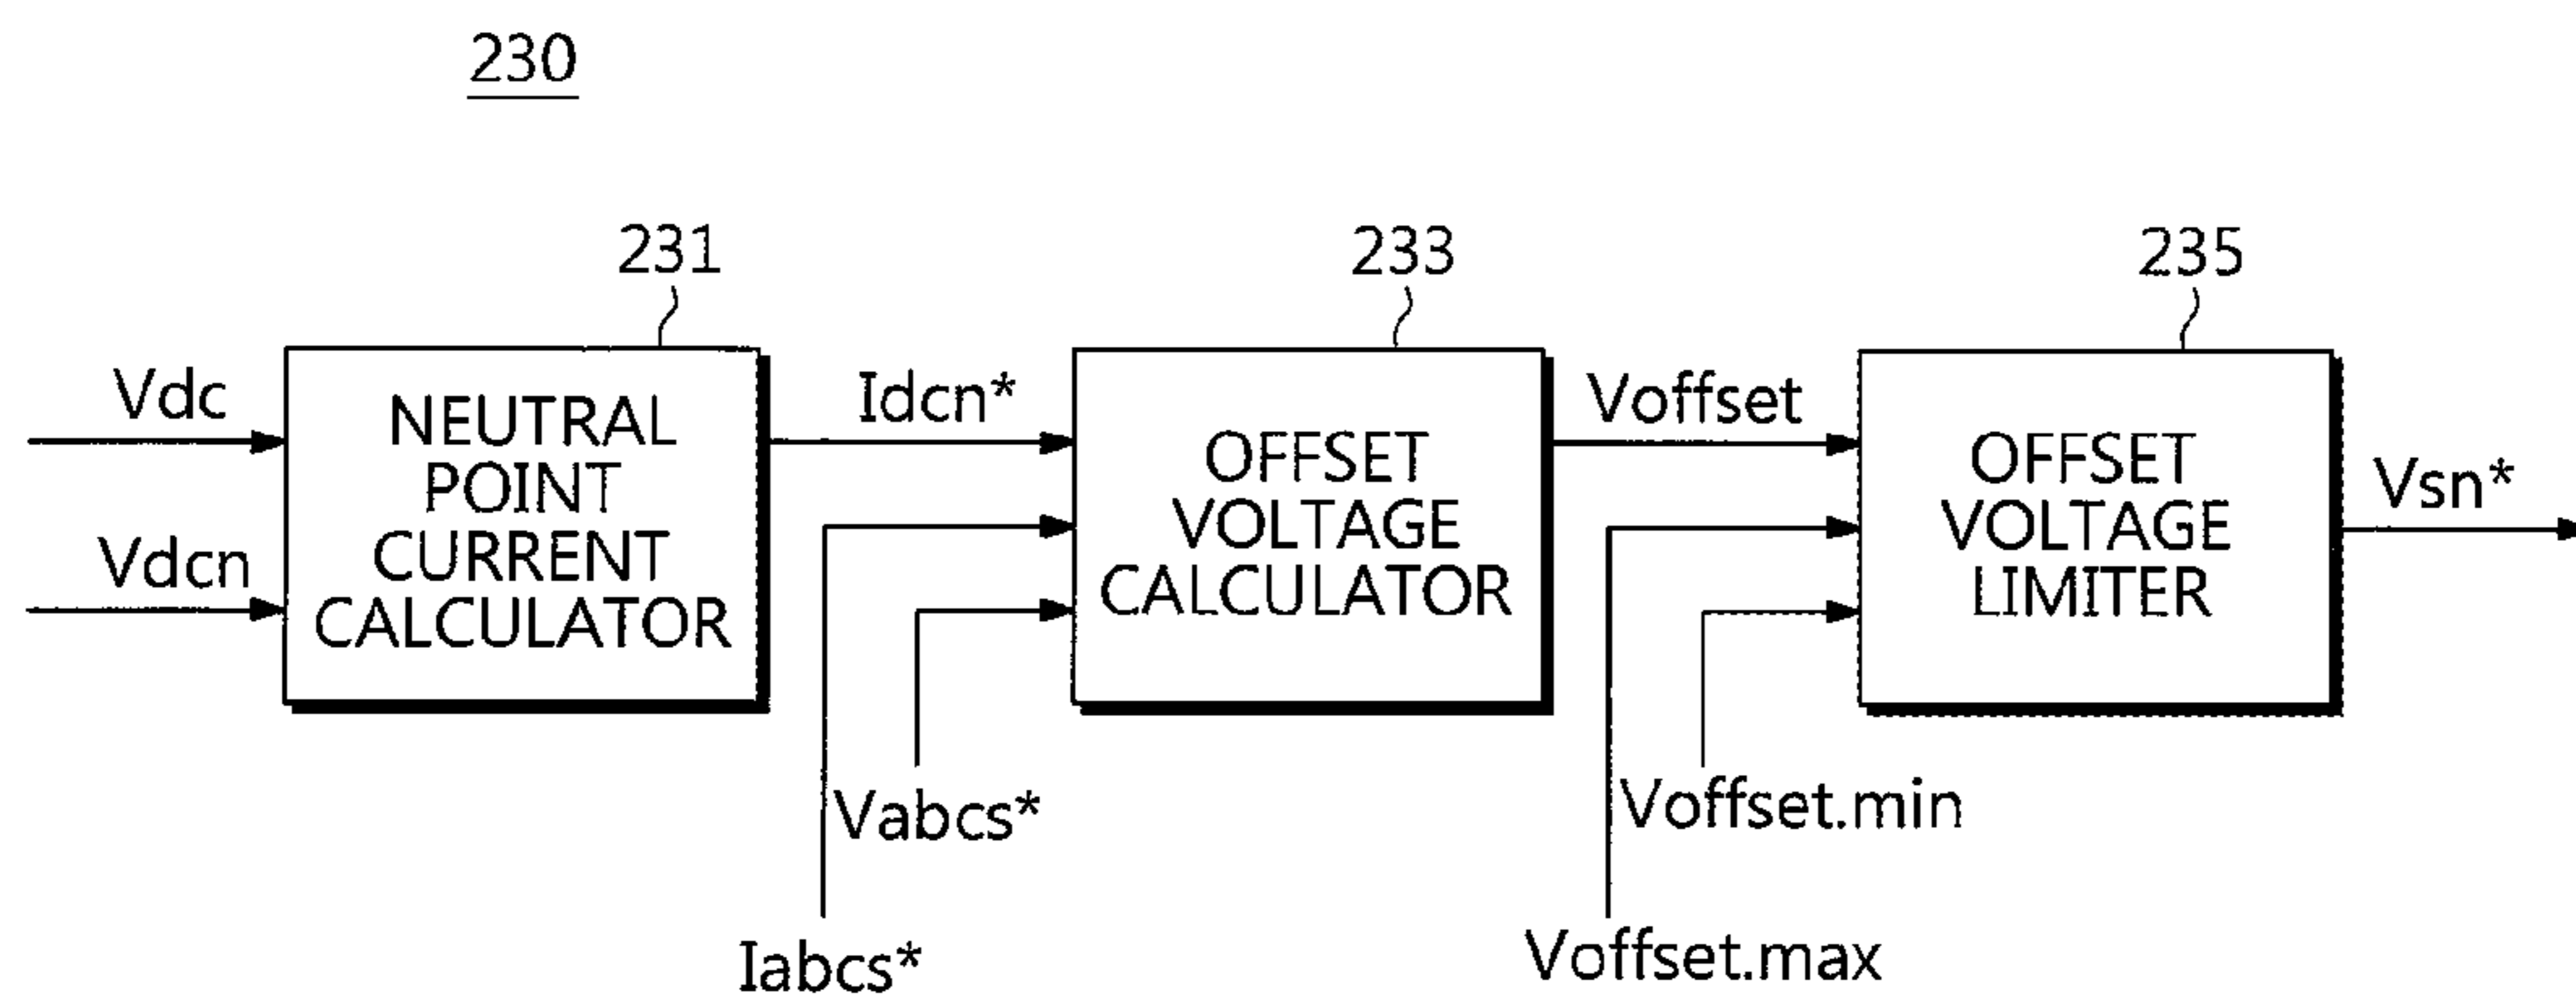 230
231
233
235
Vdc
Vdcn
NEUTRAL
POINT
CURRENT
CALCULATOR
Idcn*
Iabcs*
Vabcs*
OFFSET
VOLTAGE
CALCULATOR
Voffset
Voffset.max
Voffset.min
OFFSET
VOLTAGE
LIMITER
Vsn*